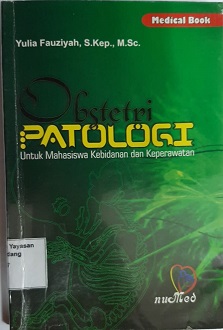 Medical Book
Yulia Fauziyah, S.Kep., M.Sc.
Obstetri
PATOLOGI
Untuk Mahasiswa Kebidanan dan Keperawatan
Yayasan
nuMed